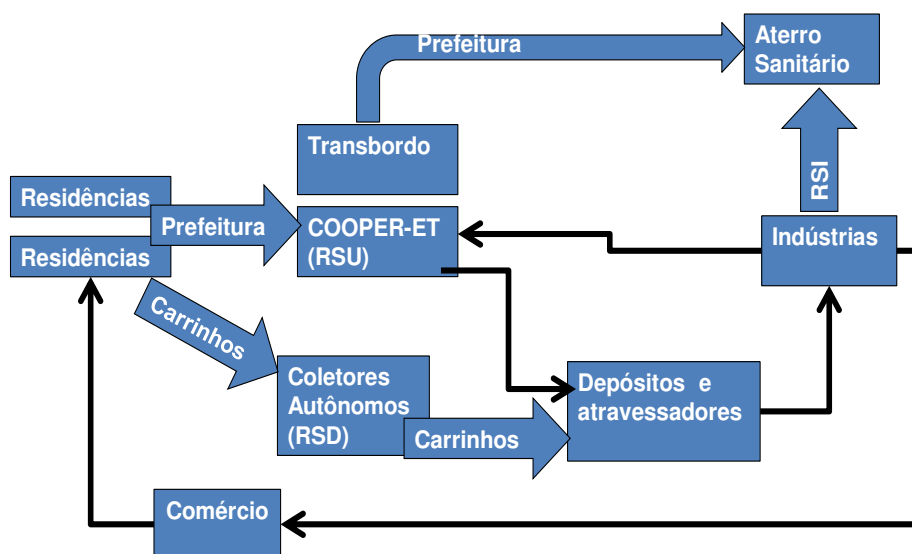 Prefeitura
Aterro
Sanitário
Transbordo
RSI
Residências
Prefeitura
COOPER-ET
(RSU)
Indústrias
Residências
Carrinhos
Coletores
Autônomos
(RSD)
Carrinhos
Depósitos e
atravessadores
Comércio